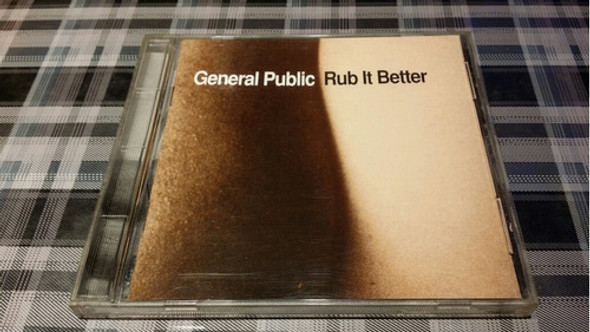 General Public Rub It Better